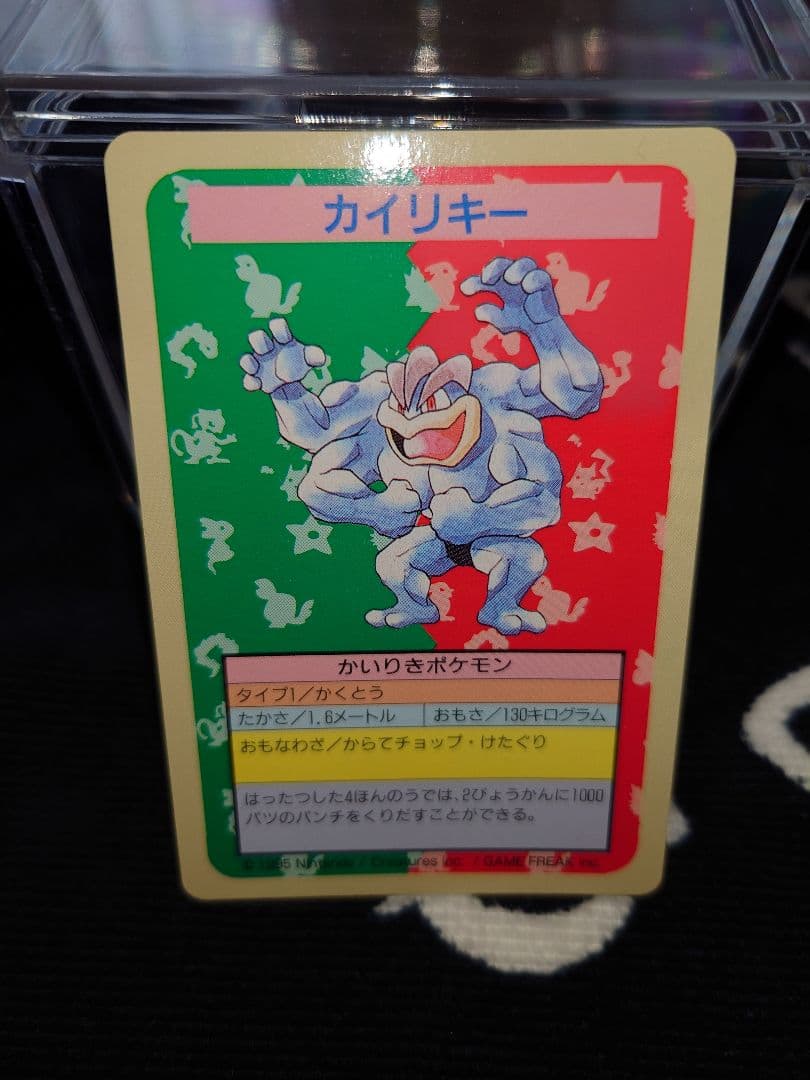 カイリキー
かいりきポケモン
タイプ1／かくとう
たかさ／1.6メートル おもさ／130キログラム
おもなわざ／からてチョップ・けたぐり
はったつした4ほんのうでは、2びょうかんに1000
パツのパンチをくりだすことができる。
© 1995 Nintendo / Creatures inc. / GAME FREAK inc.